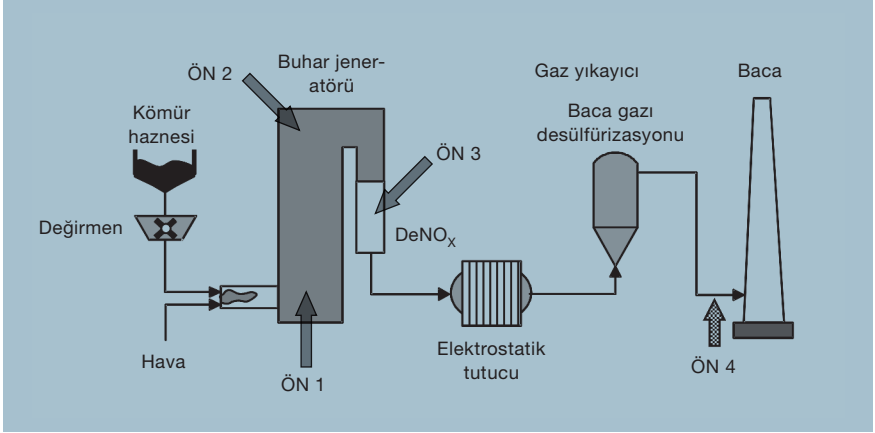 ÖN 2
Buhar jener-
atörü
Gaz yıkayıcı
Baca
Kömür
haznesi
Baca gazı
desülfürizasyonu
ÖN 3
Değirmen
DeNOₓ
Hava
ÖN 1
Elektrostatik
tutucu
ÖN 4